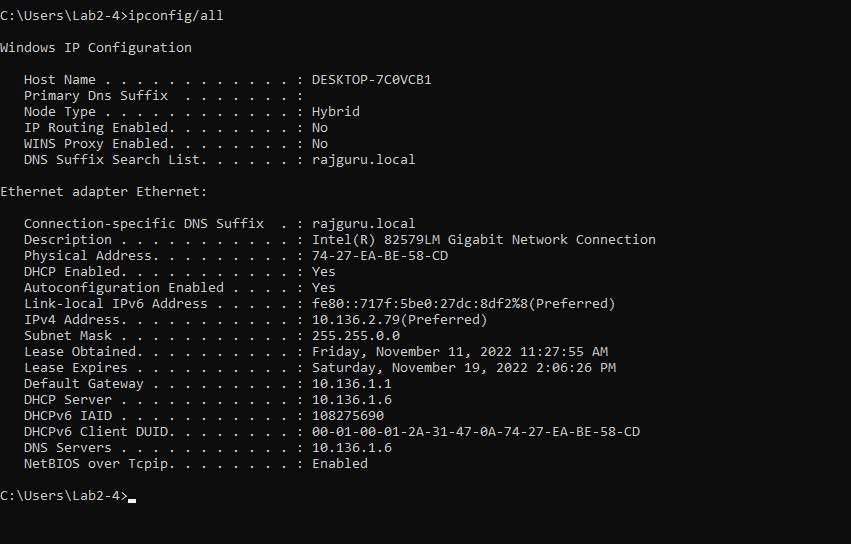 C:\Users\Lab2-4>ipconfig/all
Windows IP Configuration
   Host Name . . . . . . . . . . . . : DESKTOP-7C0VCB1
   Primary Dns Suffix  . . . . . . . :
   Node Type . . . . . . . . . . . . : Hybrid
   IP Routing Enabled. . . . . . . . : No
   WINS Proxy Enabled. . . . . . . . : No
   DNS Suffix Search List. . . . . . : rajguru.local
Ethernet adapter Ethernet:
   Connection-specific DNS Suffix  . : rajguru.local
   Description . . . . . . . . . . . : Intel(R) 82579LM Gigabit Network Connection
   Physical Address. . . . . . . . . : 74-27-EA-BE-58-CD
   DHCP Enabled. . . . . . . . . . . : Yes
   Autoconfiguration Enabled . . . . : Yes
   Link-local IPv6 Address . . . . . : fe80::717f:5be0:27dc:8df2%8(Preferred)
   IPv4 Address. . . . . . . . . . . : 10.136.2.79(Preferred)
   Subnet Mask . . . . . . . . . . . : 255.255.0.0
   Lease Obtained. . . . . . . . . . : Friday, November 11, 2022 11:27:55 AM
   Lease Expires . . . . . . . . . . : Saturday, November 19, 2022 2:06:26 PM
   Default Gateway . . . . . . . . . : 10.136.1.1
   DHCP Server . . . . . . . . . . . : 10.136.1.6
   DHCPv6 IAID . . . . . . . . . . . : 108275690
   DHCPv6 Client DUID. . . . . . . . : 00-01-00-01-2A-31-47-0A-74-27-EA-BE-58-CD
   DNS Servers . . . . . . . . . . . : 10.136.1.6
   NetBIOS over Tcpip. . . . . . . . : Enabled
C:\Users\Lab2-4>